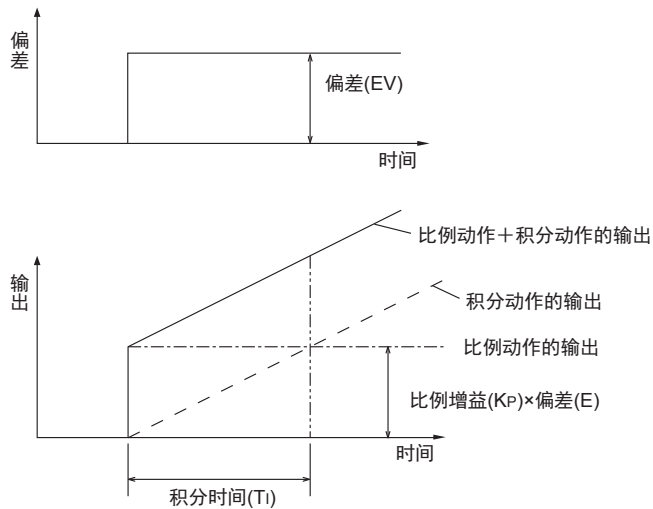 偏差
偏差(EV)
时间
输出
比例动作＋积分动作的输出
积分动作的输出
比例动作的输出
比例增益(KP)×偏差(E)
时间
积分时间(TI)